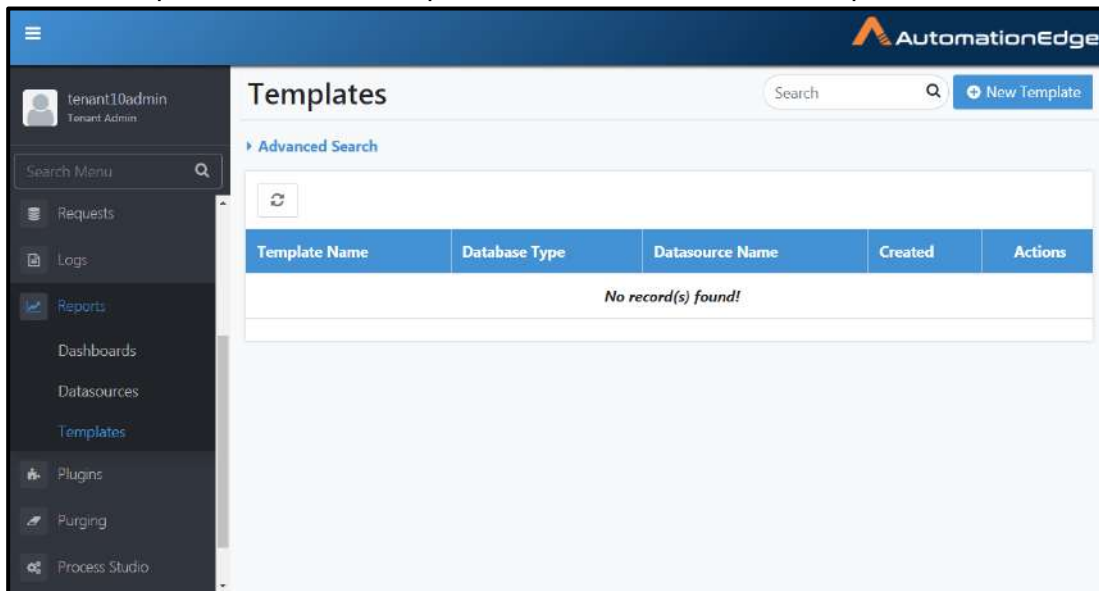 AutomationEdge
tenant10admin
Tenant Admin
Search Menu
Requests
Logs
Reports
Dashboards
Datasources
Templates
Plugins
Purging
Process Studio
Templates
Search
New Template
Advanced Search
Template Name Database Type Datasource Name Created Actions
No record(s) found!